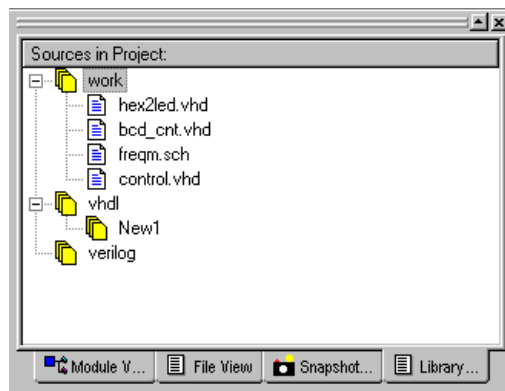 Sources in Project:
work
hex2led.vhd
bcd_cnt.vhd
freqm.sch
control.vhd
vhdl
New1
verilog
Module V... File View Snapshot... Library...